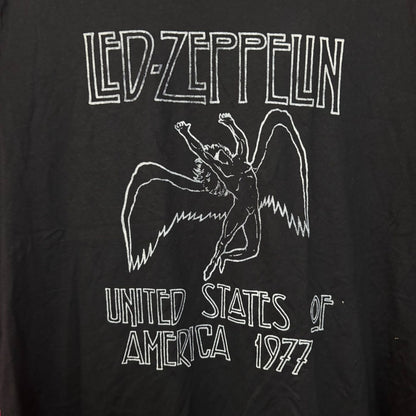 LED-ZEPPELIN
UNITED STATES OF
AMERICA 1977